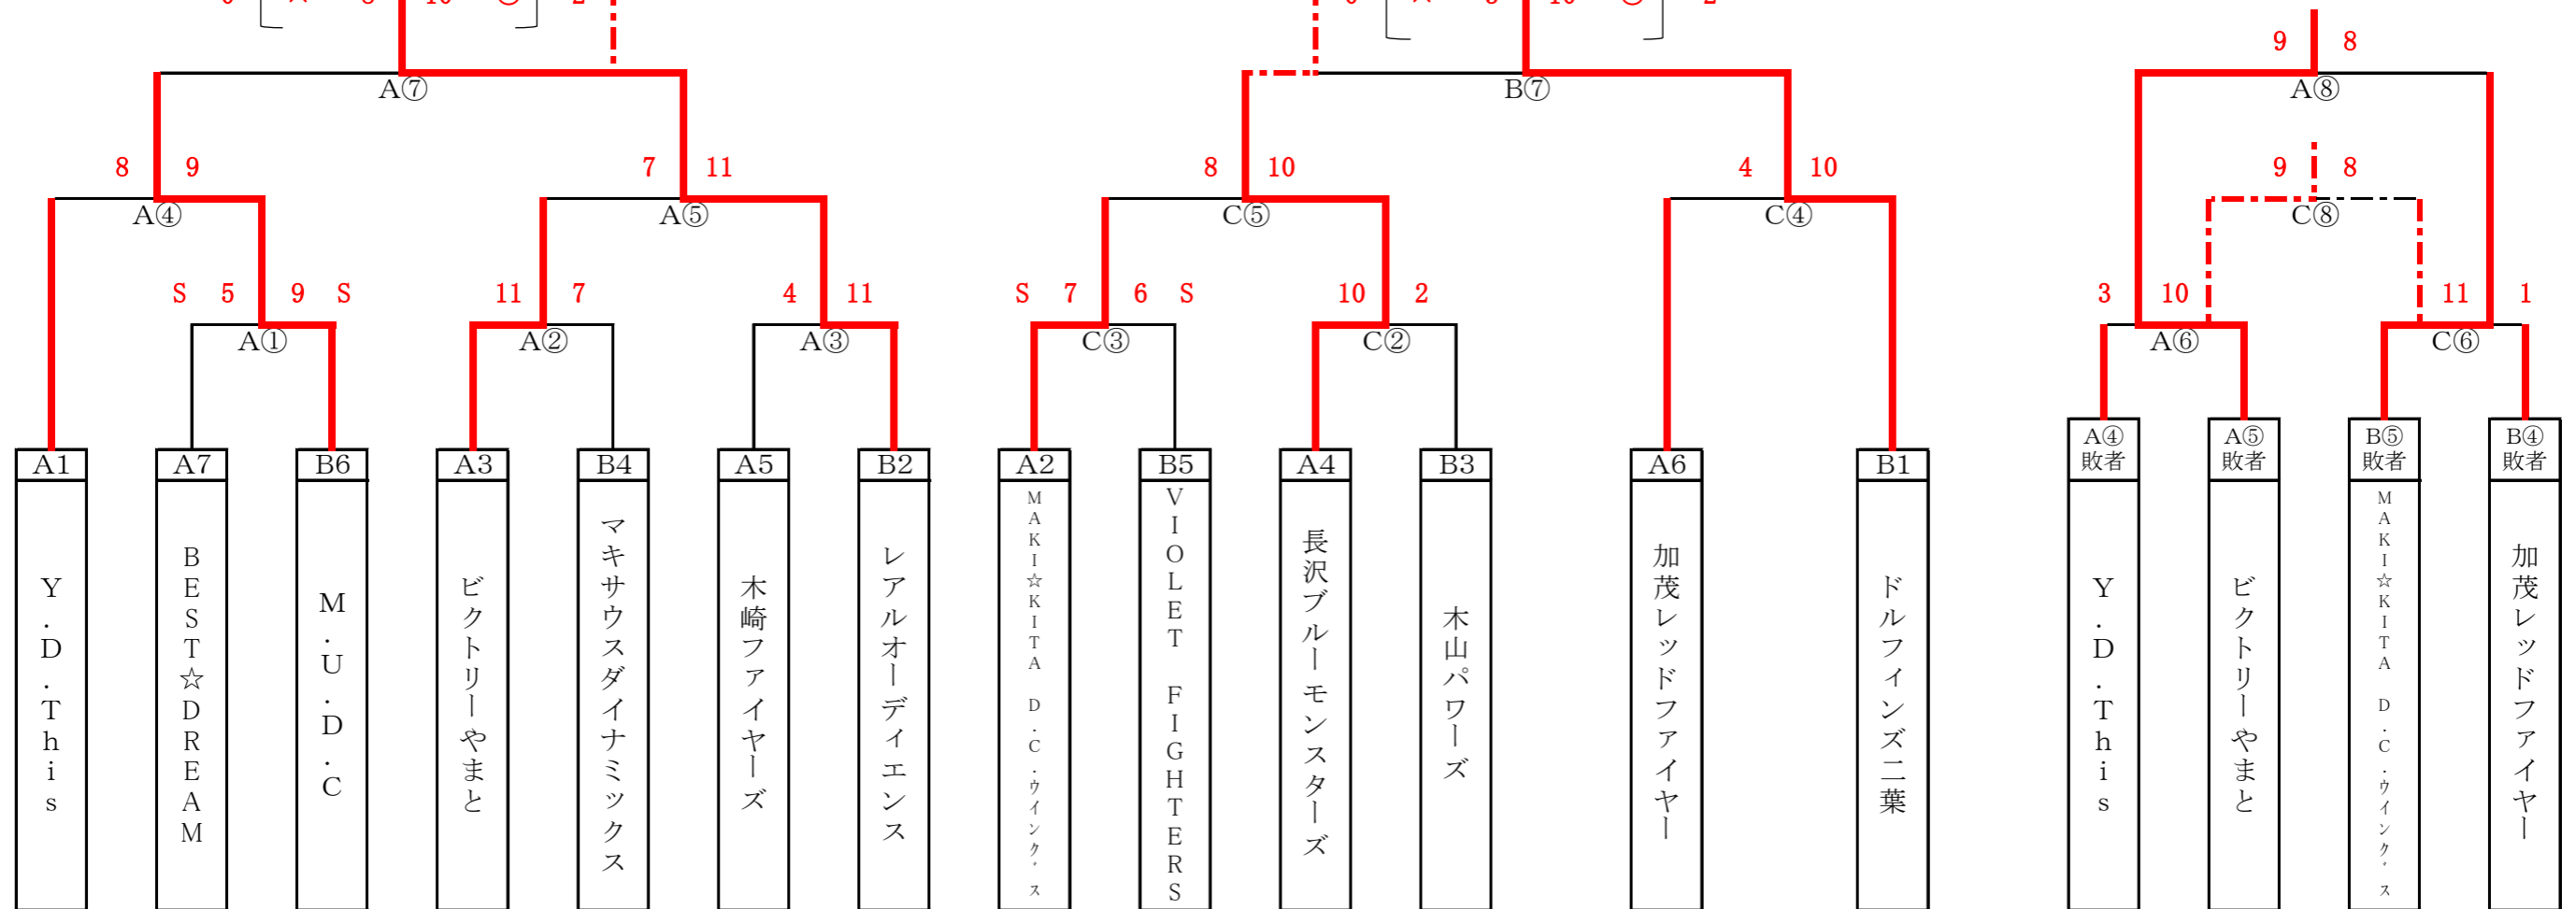 9 8
A⑦
B⑦
A⑧
8 9
7 11
8 10
4 10
9 8
A④
A⑤
C⑤
C④
C⑧
S 5 9 S
11 7
4 11
S 7 6 S
10 2
3 10
11 1
A①
A②
A③
C③
C②
A⑥
C⑥
A1
A7
B6
A3
B4
A5
B2
A2
B5
A4
B3
A6
B1
A④敗者
A⑤敗者
B⑤敗者
B④敗者
Y.D.This
BEST☆DREAM
M.U.D.C
ビクトリーやまと
マキサウスダイナミックス
木崎ファイヤーズ
レアルオーディエンス
MAKI☆KITA D.C.ウイングス
VIOLET FIGHTERS
長沢ブルーモンスターズ
木山パワーズ
加茂レッドファイヤー
ドルフィンズ二葉
Y.D.This
ビクトリーやまと
MAKI☆KITA D.C.ウイングス
加茂レッドファイヤー